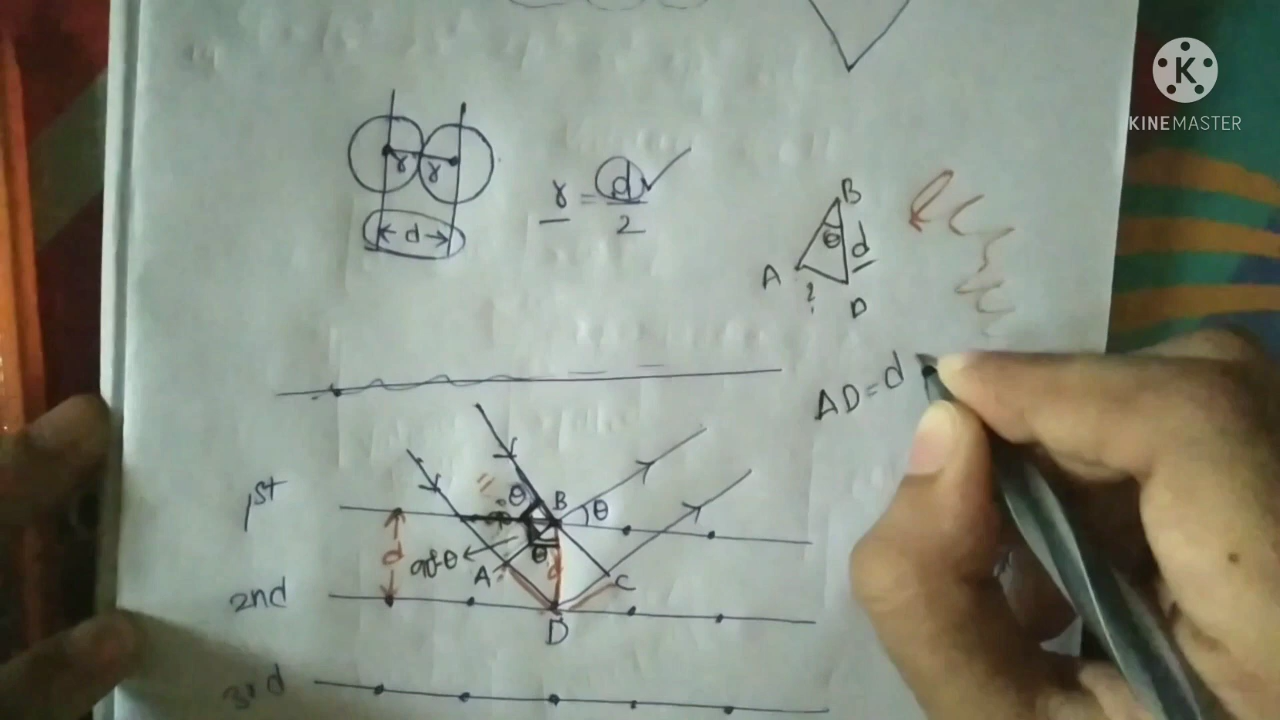 r r
r = d/2
d
B
θ d
A
?
D
AD = d
1st
θ B θ
d
90-θ
θ d
A
C
2nd
D
3rd
KINEMASTER